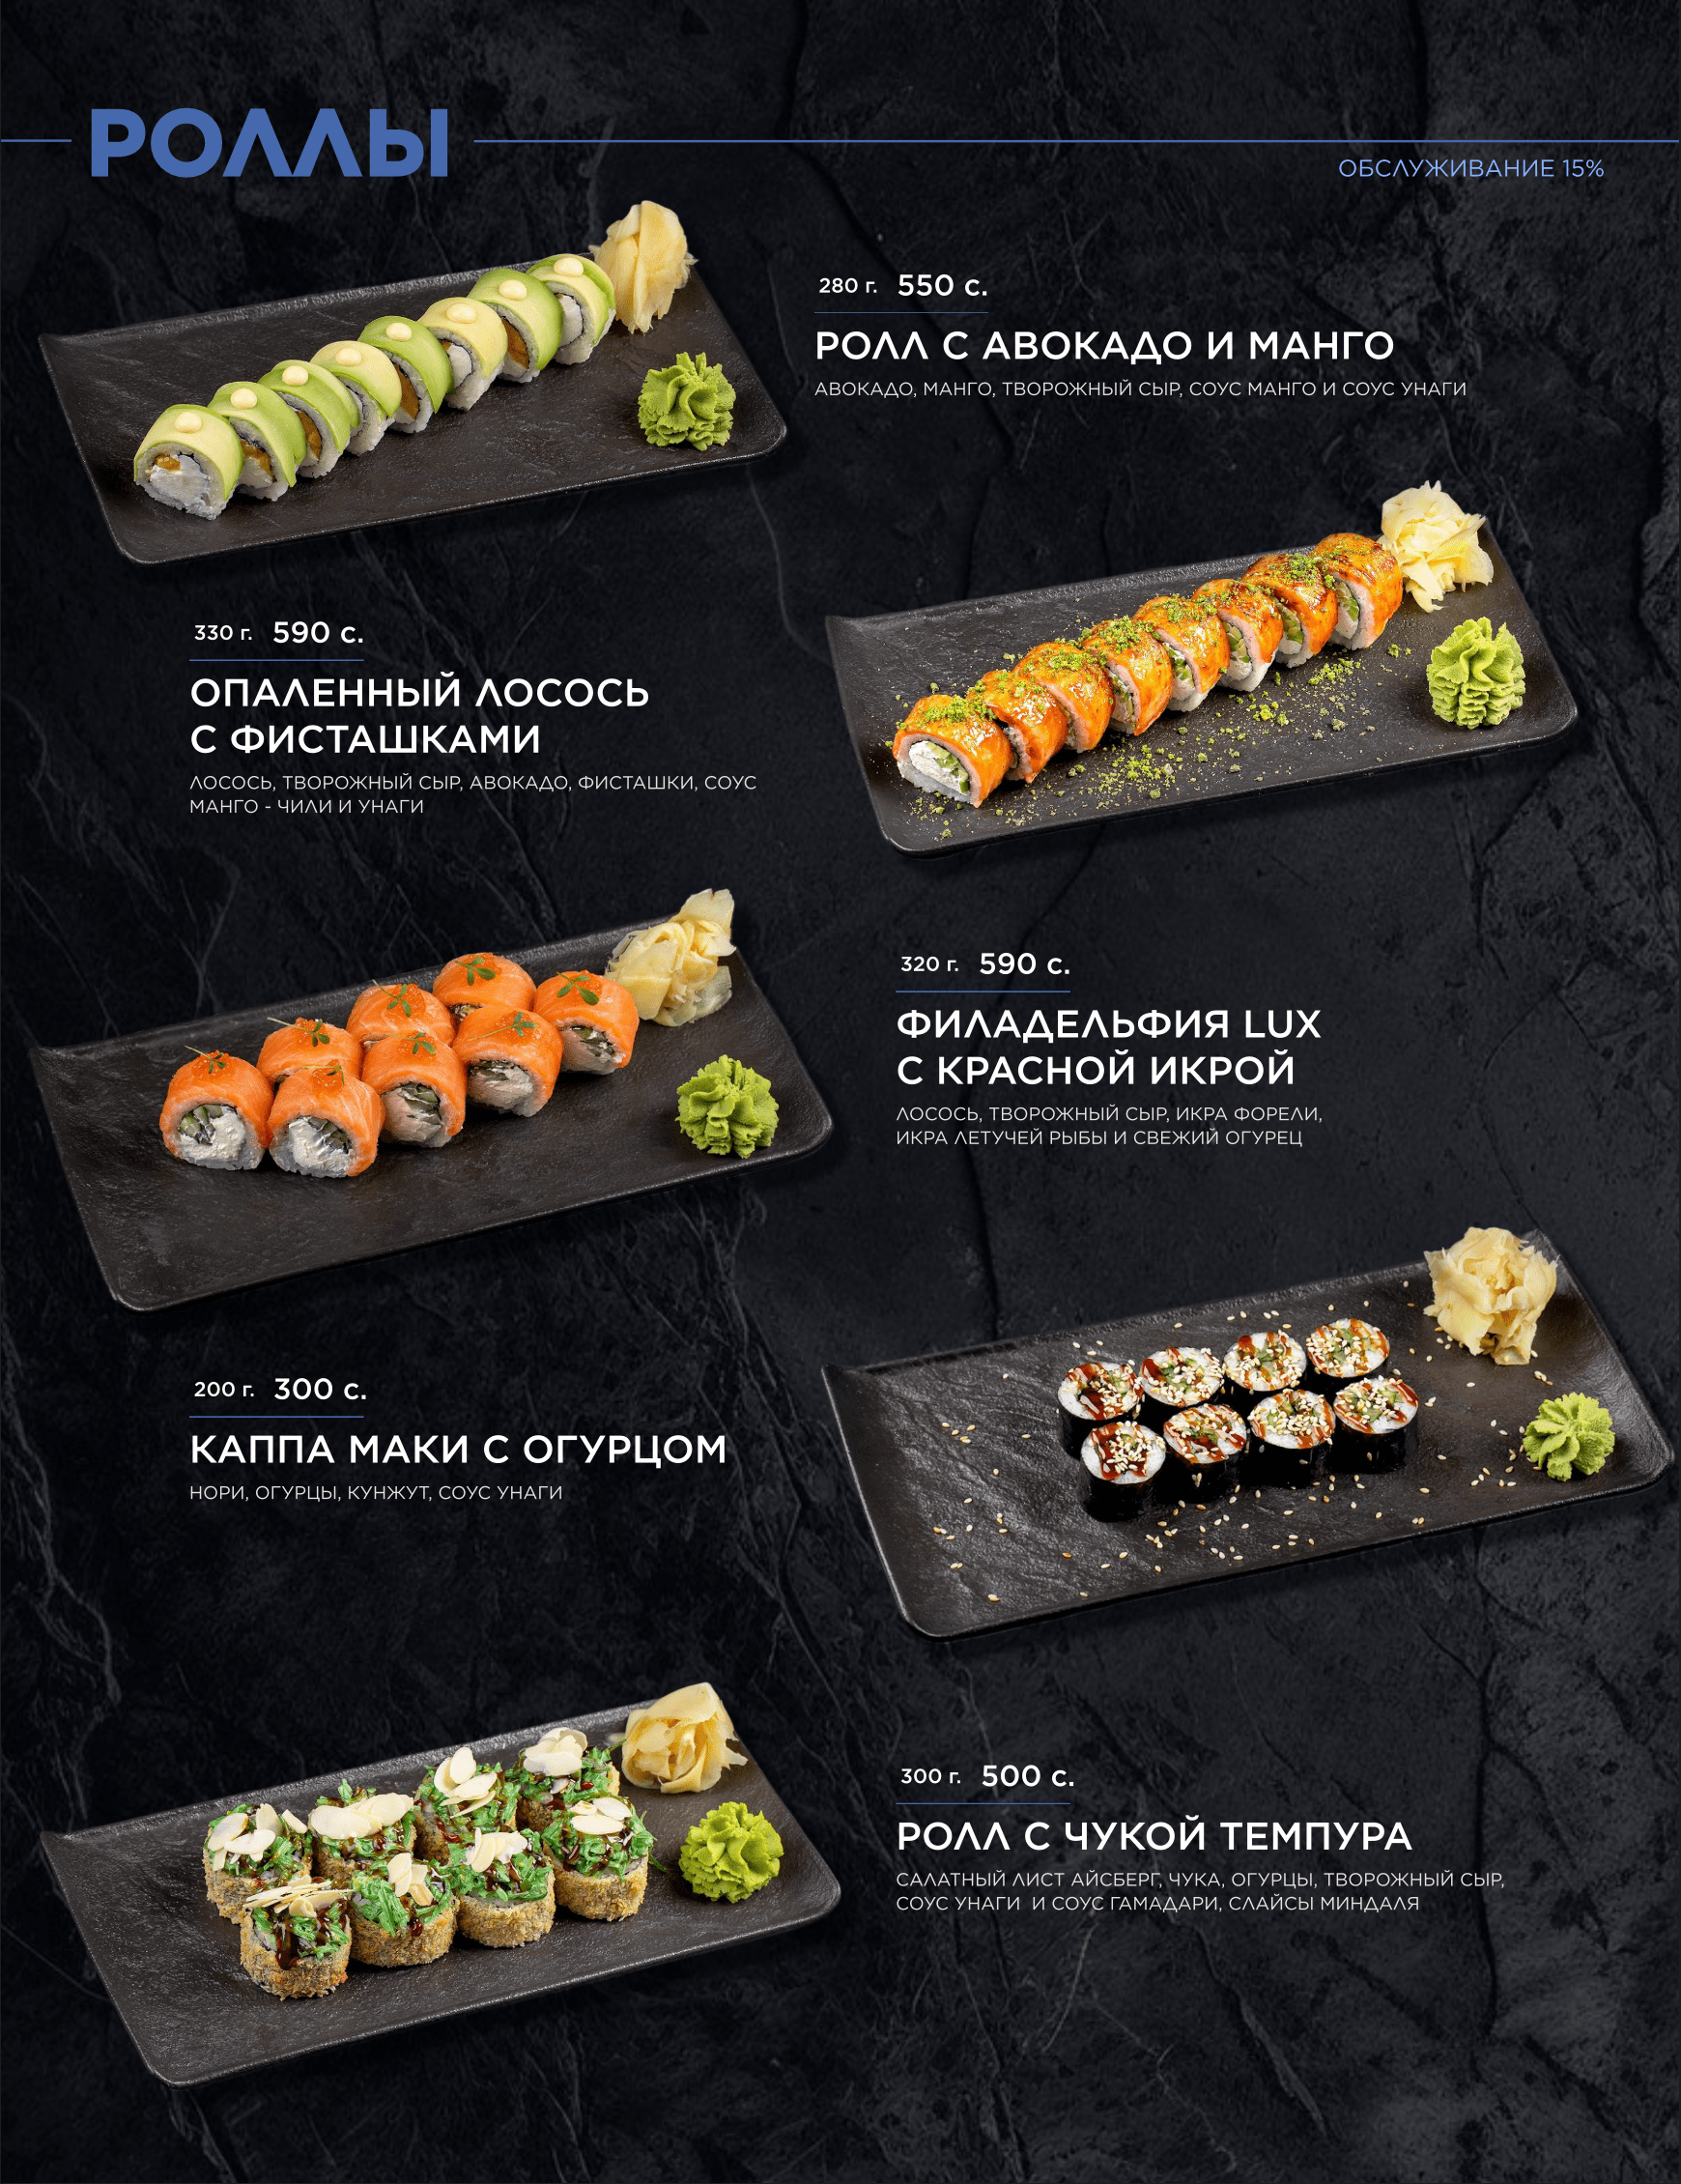 РОЛЛЫ
ОБСЛУЖИВАНИЕ 15%
280 г. 550 с.
РОЛЛ С АВОКАДО И МАНГО
АВОКАДО, МАНГО, ТВОРОЖНЫЙ СЫР, СОУС МАНГО И СОУС УНАГИ
330 г. 590 с.
ОПАЛЕННЫЙ ЛОСОСЬ
С ФИСТАШКАМИ
ЛОСОСЬ, ТВОРОЖНЫЙ СЫР, АВОКАДО, ФИСТАШКИ, СОУС
МАНГО - ЧИЛИ И УНАГИ
320 г. 590 с.
ФИЛАДЕЛЬФИЯ LUX
С КРАСНОЙ ИКРОЙ
ЛОСОСЬ, ТВОРОЖНЫЙ СЫР, ИКРА ФОРЕЛИ,
ИКРА ЛЕТУЧЕЙ РЫБЫ И СВЕЖИЙ ОГУРЕЦ
200 г. 300 с.
КАППА МАКИ С ОГУРЦОМ
НОРИ, ОГУРЦЫ, КУНЖУТ, СОУС УНАГИ
300 г. 500 с.
РОЛЛ С ЧУКОЙ ТЕМПУРА
САЛАТНЫЙ ЛИСТ АЙСБЕРГ, ЧУКА, ОГУРЦЫ, ТВОРОЖНЫЙ СЫР,
СОУС УНАГИ И СОУС ГАМАДАРИ, СЛАЙСЫ МИНДАЛЯ